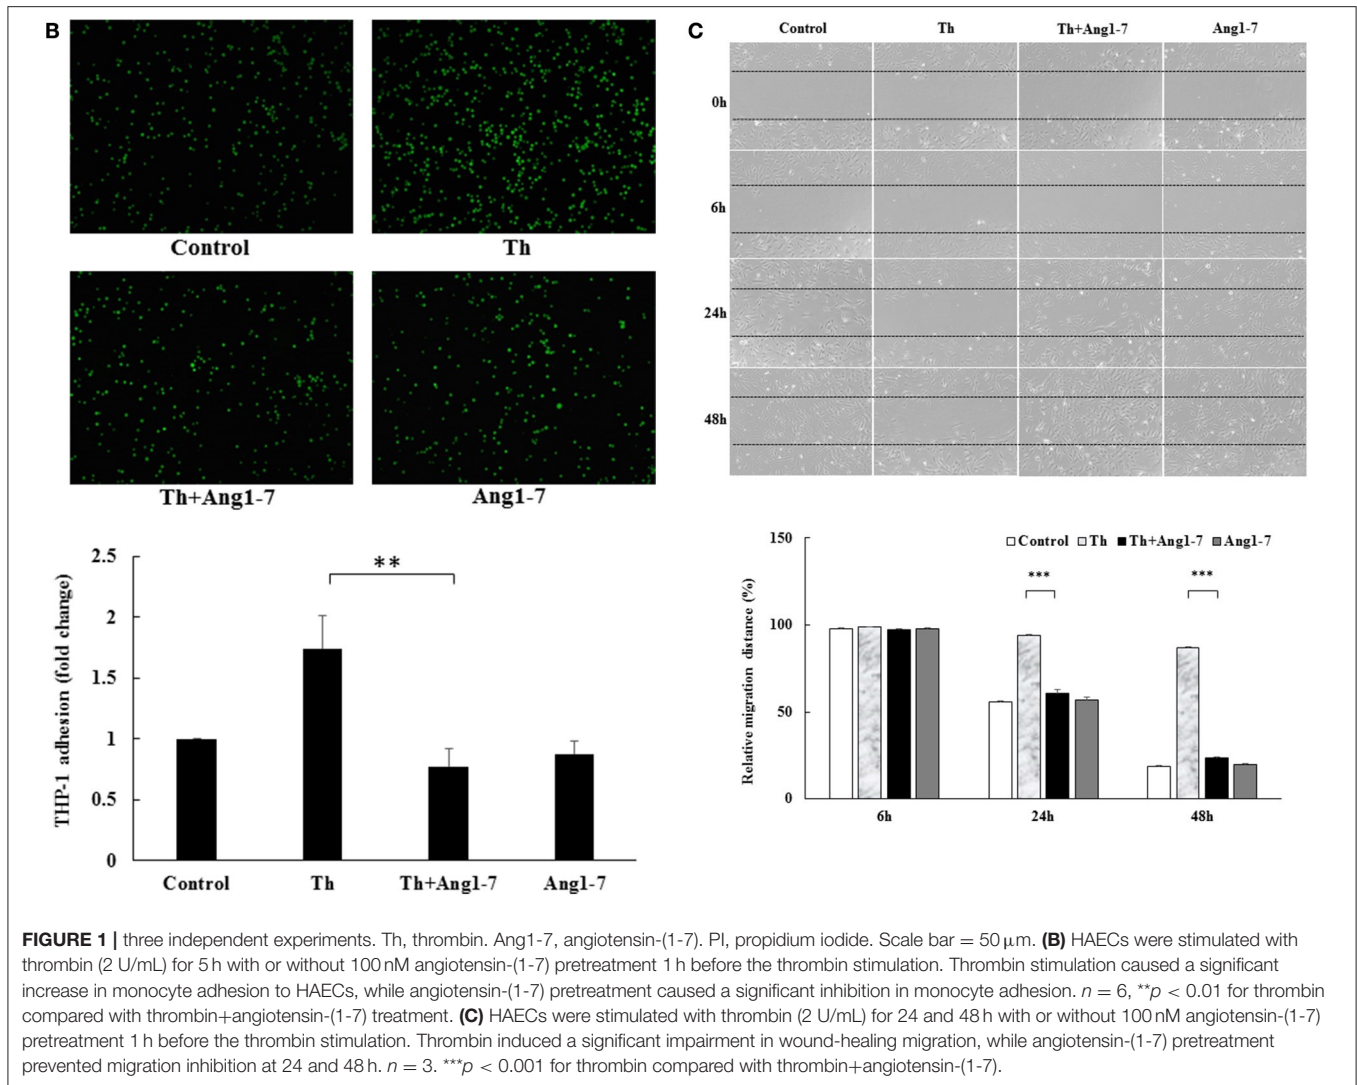 B
Control
Th
Th+Ang1-7
Ang1-7
2.5
2
1.5
1
0.5
0
THP-1 adhesion (fold change)
**
Control Th Th+Ang1-7 Ang1-7
C
Control Th Th+Ang1-7 Ang1-7
0h
6h
24h
48h
150
100
50
0
Relative migration distance (%)
Control Th Th+Ang1-7 Ang1-7
*** ***
6h 24h 48h
FIGURE 1 | three independent experiments. Th, thrombin. Ang1-7, angiotensin-(1-7). PI, propidium iodide. Scale bar = 50 μm. (B) HAECs were stimulated with
thrombin (2 U/mL) for 5 h with or without 100 nM angiotensin-(1-7) pretreatment 1 h before the thrombin stimulation. Thrombin stimulation caused a significant
increase in monocyte adhesion to HAECs, while angiotensin-(1-7) pretreatment caused a significant inhibition in monocyte adhesion. n = 6, **p < 0.01 for thrombin
compared with thrombin+angiotensin-(1-7) treatment. (C) HAECs were stimulated with thrombin (2 U/mL) for 24 and 48 h with or without 100 nM angiotensin-(1-7)
pretreatment 1 h before the thrombin stimulation. Thrombin induced a significant impairment in wound-healing migration, while angiotensin-(1-7) pretreatment
prevented migration inhibition at 24 and 48 h. n = 3. ***p < 0.001 for thrombin compared with thrombin+angiotensin-(1-7).